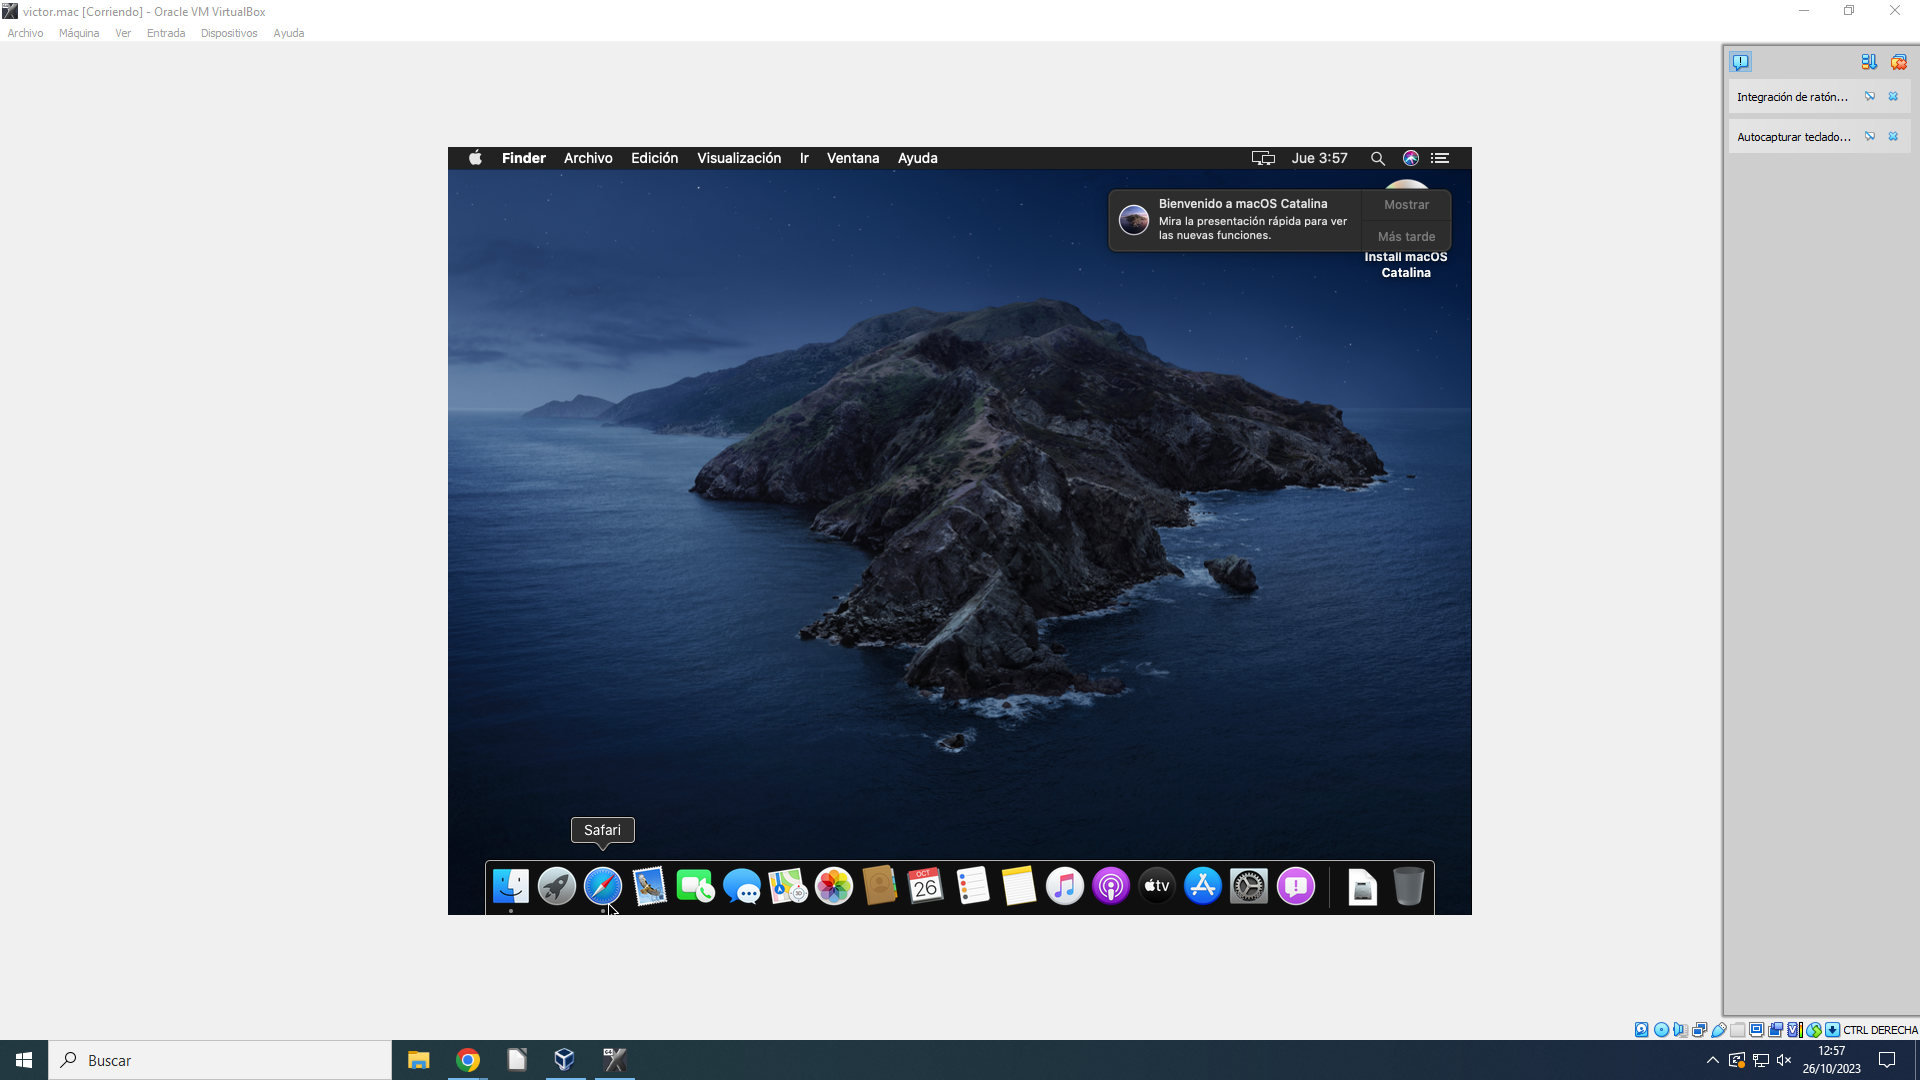 victor.mac [Corriendo] - Oracle VM VirtualBox
Archivo Máquina Ver Entrada Dispositivos Ayuda
Integración de ratón...
Autocapturar teclado...
Finder Archivo Edición Visualización Ir Ventana Ayuda Jue 3:57
Bienvenido a macOS Catalina
Mira la presentación rápida para ver
las nuevas funciones.
Mostrar
Más tarde
Install macOS
Catalina
Safari
OCT
26
tv
CTRL DERECHA
Buscar
64
12:57
26/10/2023